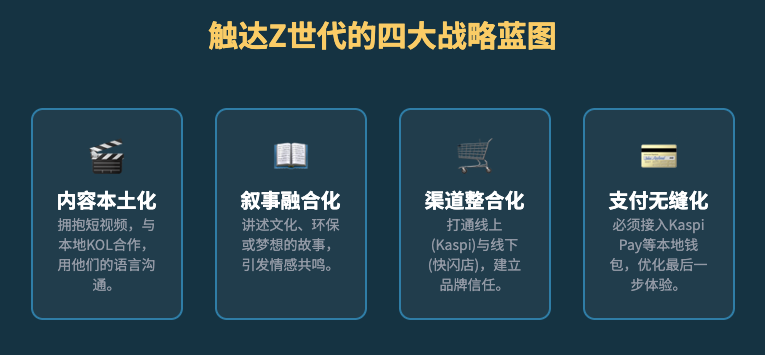 触达Z世代的四大战略蓝图
内容本土化
拥抱短视频，与
本地KOL合作，
用他们的语言沟
通。
叙事融合化
讲述文化、环保
或梦想的故事，
引发情感共鸣。
渠道整合化
打通线上
(Kaspi)与线下
(快闪店)，建立
品牌信任。
支付无缝化
必须接入Kaspi
Pay等本地钱
包，优化最后一
步体验。